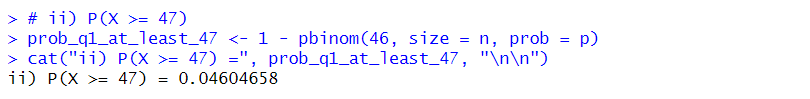 > # ii) P(X >= 47)
> prob_q1_at_least_47 <- 1 - pbinom(46, size = n, prob = p)
> cat("ii) P(X >= 47) =", prob_q1_at_least_47, "\n\n")
ii) P(X >= 47) = 0.04604658